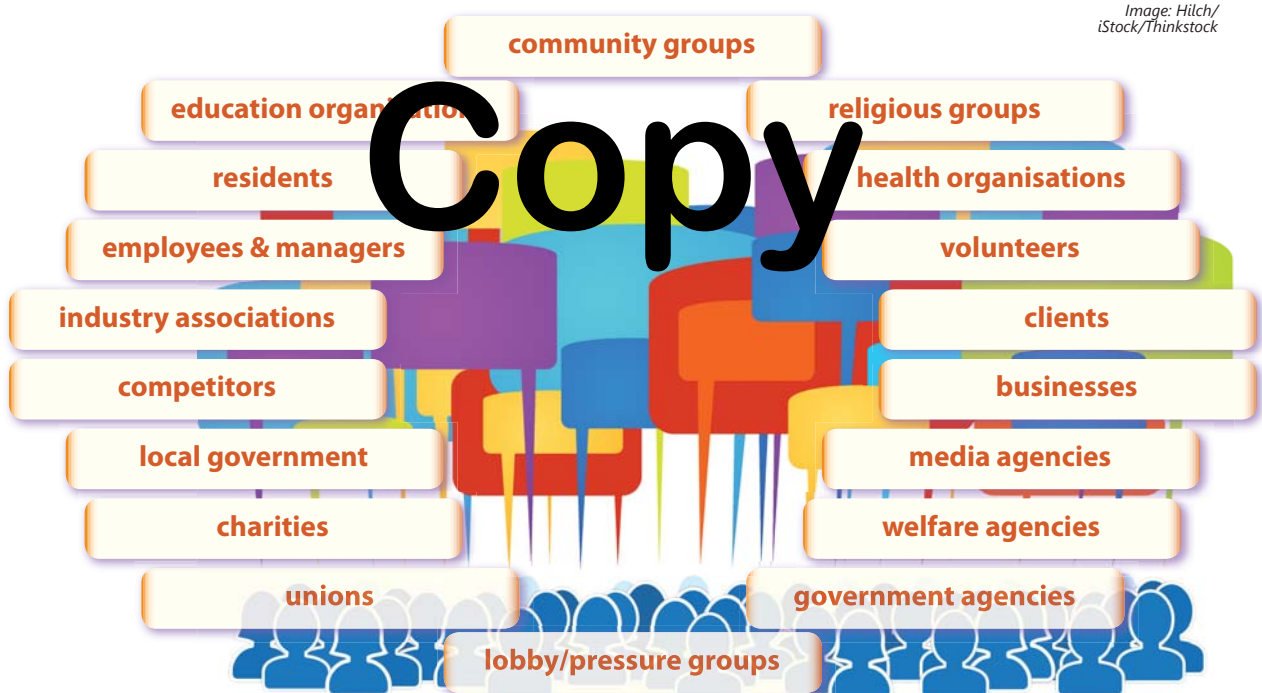 Image: Hilch/
iStock/Thinkstock
community groups
education organisations
religious groups
residents
health organisations
employees & managers
volunteers
industry associations
clients
competitors
businesses
local government
media agencies
charities
welfare agencies
unions
government agencies
lobby/pressure groups
Copy